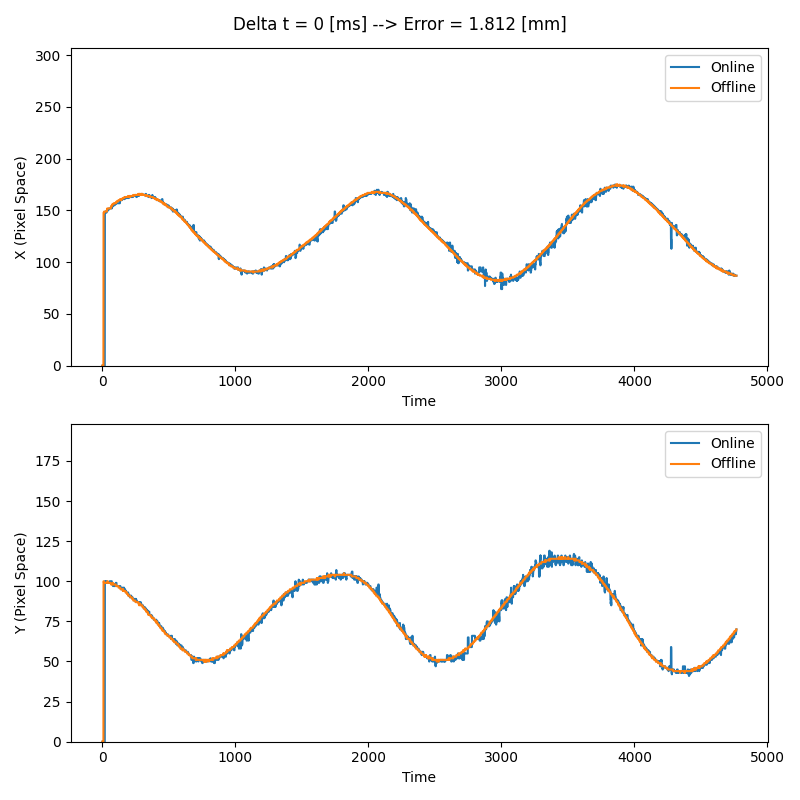 Delta t = 0 [ms] --> Error = 1.812 [mm]
300
250
200
150
100
50
0
X (Pixel Space)
Online
Offline
0 1000 2000 3000 4000 5000
Time
175
150
125
100
75
50
25
0
Y (Pixel Space)
Online
Offline
0 1000 2000 3000 4000 5000
Time